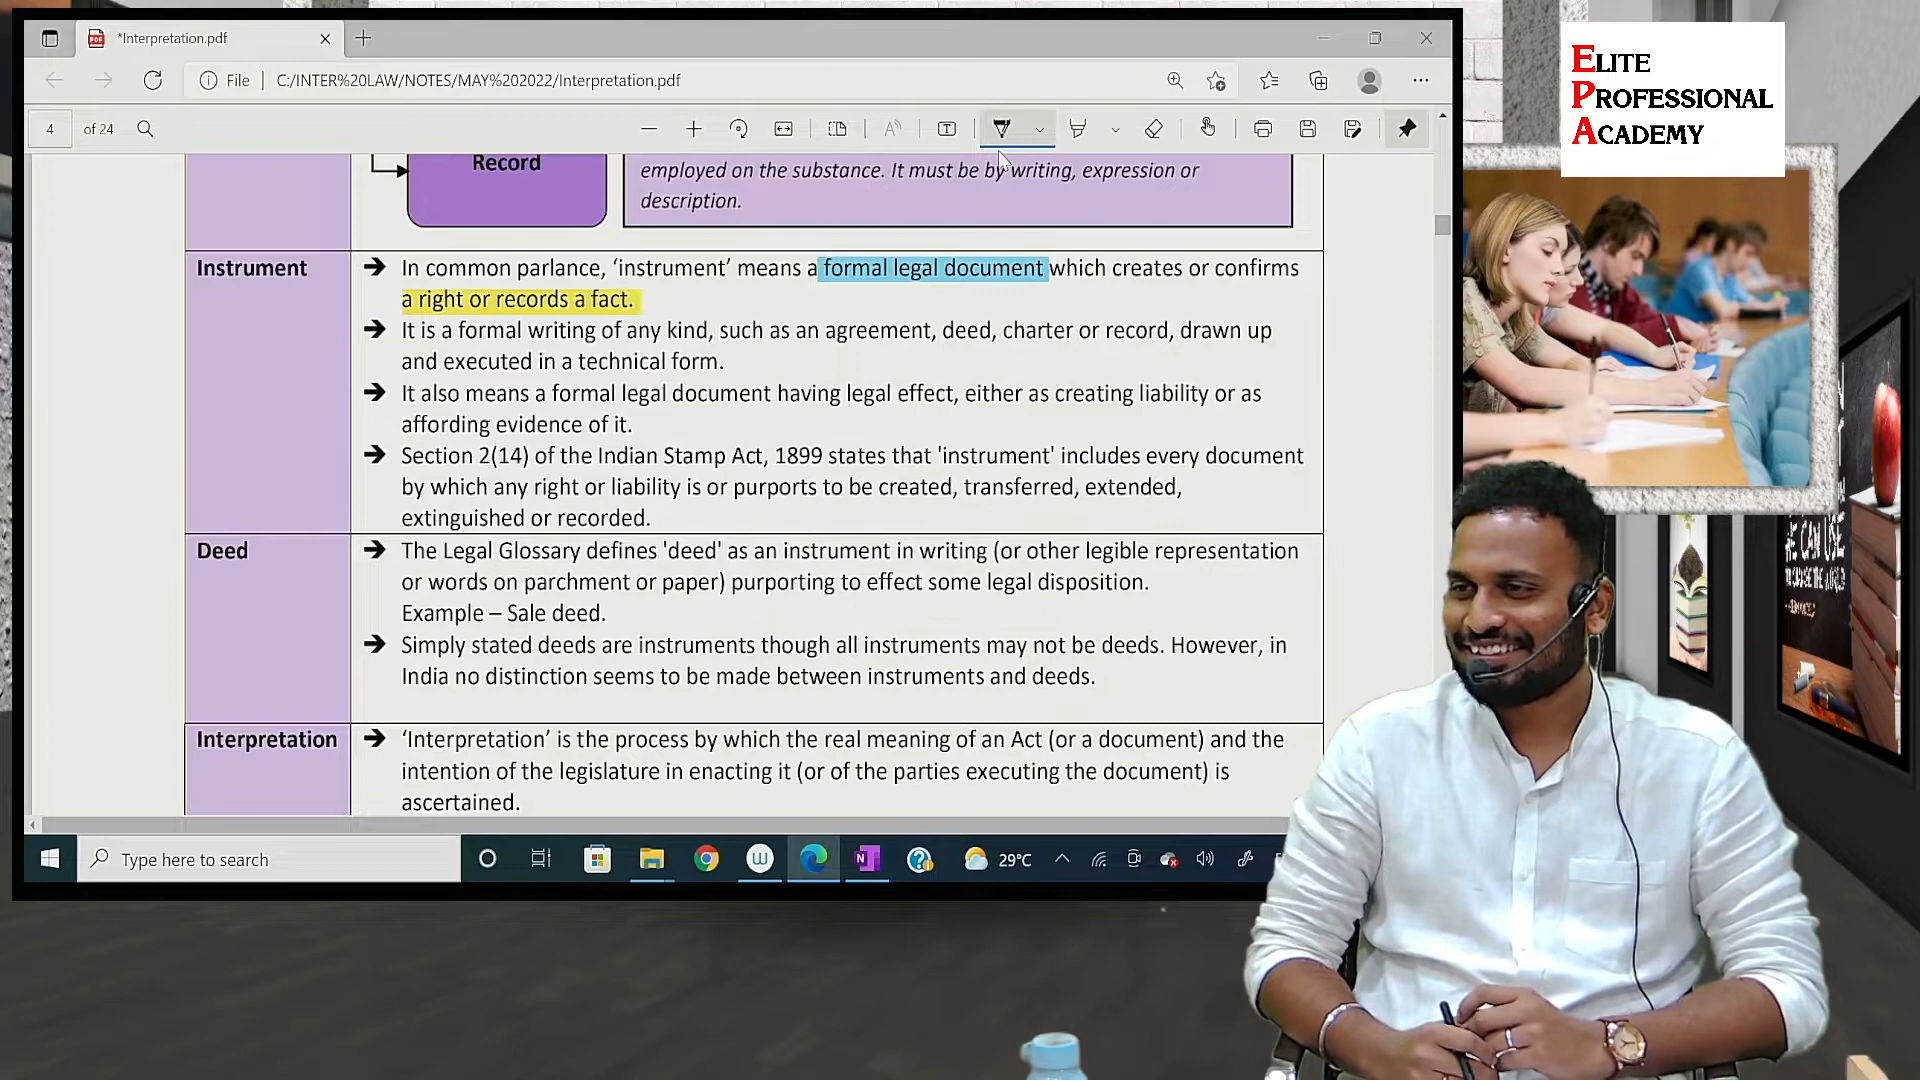 *Interpretation.pdf
File
C:/INTER%20LAW/NOTES/MAY%202022/Interpretation.pdf
4
of 24
Record
employed on the substance. It must be by writing, expression or
description.
Instrument
➔ In common parlance, ‘instrument’ means a formal legal document which creates or confirms
a right or records a fact.
➔ It is a formal writing of any kind, such as an agreement, deed, charter or record, drawn up
and executed in a technical form.
➔ It also means a formal legal document having legal effect, either as creating liability or as
affording evidence of it.
➔ Section 2(14) of the Indian Stamp Act, 1899 states that 'instrument' includes every document
by which any right or liability is or purports to be created, transferred, extended,
extinguished or recorded.
Deed
➔ The Legal Glossary defines 'deed' as an instrument in writing (or other legible representation
or words on parchment or paper) purporting to effect some legal disposition.
Example – Sale deed.
➔ Simply stated deeds are instruments though all instruments may not be deeds. However, in
India no distinction seems to be made between instruments and deeds.
Interpretation
➔ ‘Interpretation’ is the process by which the real meaning of an Act (or a document) and the
intention of the legislature in enacting it (or of the parties executing the document) is
ascertained.
Type here to search
29°C
ELITE
PROFESSIONAL
ACADEMY
CAN USE